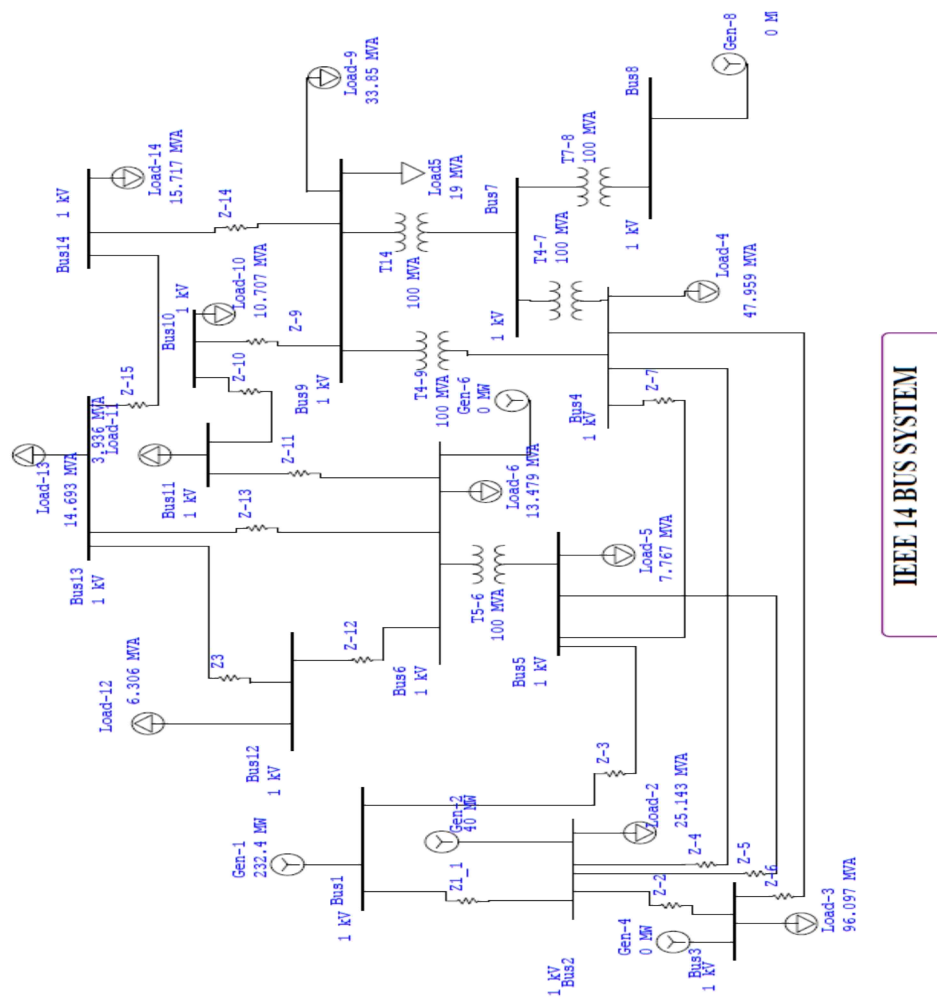 Load-13
14.693 MVA
Bus13
1 kV
Bus14
1 kV
Load-12
6.306 MVA
3.936 MVA
Load-11
Z-15
Load-14
15.717 MVA
Bus11
1 kV
Bus10
1 kV
Z3
Z-13
Z-10
Z-14
Load-10
10.707 MVA
Gen-1
232.4 MW
Bus12
1 kV
Z-11
Z-9
Bus9
1 kV
Load-9
33.85 MVA
Bus1
1 kV
Z-12
T14
100 MVA
Bus6
1 kV
T4-9
100 MVA
Load5
19 MVA
Z1_1
Gen-2
40 MW
T5-6
100 MVA
Gen-6
0 MW
Load-6
13.479 MVA
Bus7
1 kV
Bus5
1 kV
T4-7
100 MVA
T7-8
100 MVA
1 kV
Bus2
Z-3
Bus4
1 kV
Bus8
1 kV
Gen-4
0 MW
Z-2
Load-2
25.143 MVA
Load-5
7.767 MVA
Z-7
Bus3
1 kV
Z-4
Z-5
Z-6
Load-4
47.959 MVA
Gen-8
Load-3
96.097 MVA
IEEE 14 BUS SYSTEM